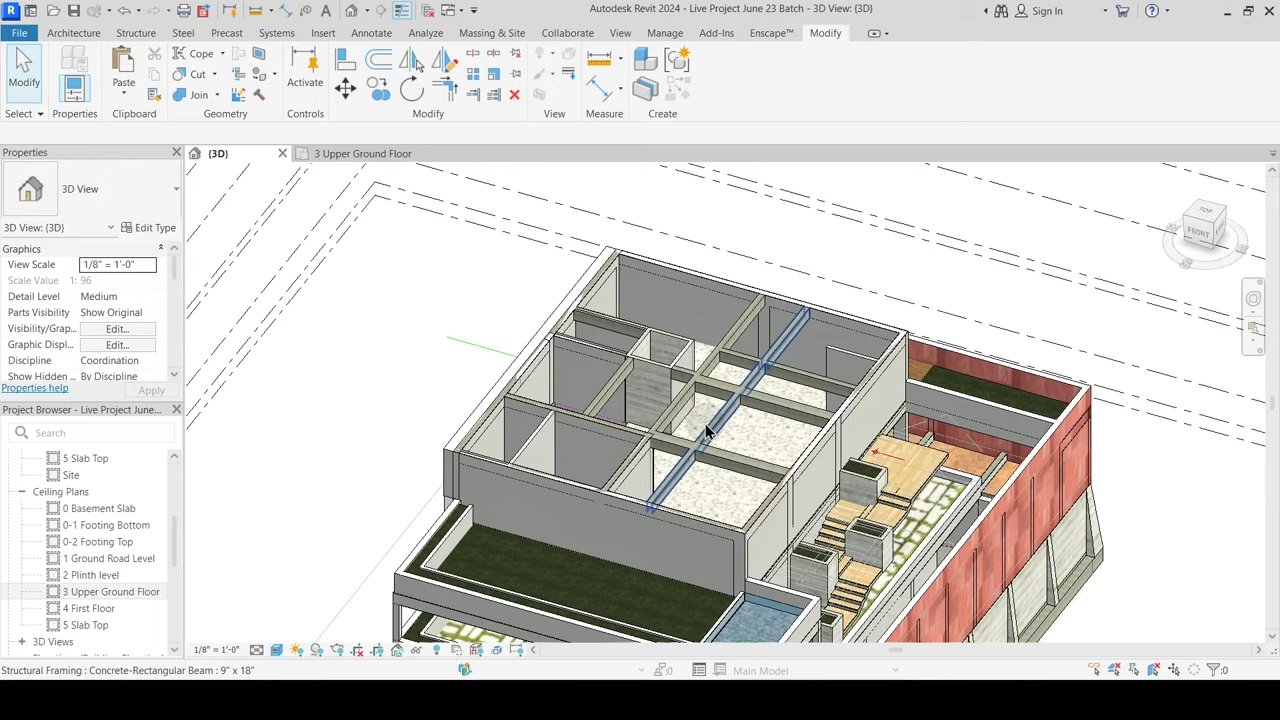 Autodesk Revit 2024 - Live Project June 23 Batch - 3D View: {3D}
Sign In
File Architecture Structure Steel Precast Systems Insert Annotate Analyze Massing & Site Collaborate View Manage Add-Ins Enscape™ Modify
Modify
Paste
Cope
Cut
Join
Activate
Select Properties Clipboard Geometry Controls Modify View Measure Create
Properties
{3D}
3 Upper Ground Floor
3D View
3D View: {3D}
Edit Type
Graphics
View Scale 1/8" = 1'-0"
Scale Value 1: 96
Detail Level Medium
Parts Visibility Show Original
Visibility/Grap... Edit...
Graphic Displ... Edit...
Discipline Coordination
Show Hidden By Discipline
Properties help
Apply
Project Browser - Live Project June...
Search
5 Slab Top
Site
Ceiling Plans
0 Basement Slab
0-1 Footing Bottom
0-2 Footing Top
1 Ground Road Level
2 Plinth level
3 Upper Ground Floor
4 First Floor
5 Slab Top
3D Views
TOP
FRONT
1/8" = 1'-0"
Structural Framing : Concrete-Rectangular Beam : 9" x 18"
:0
Main Model
:0